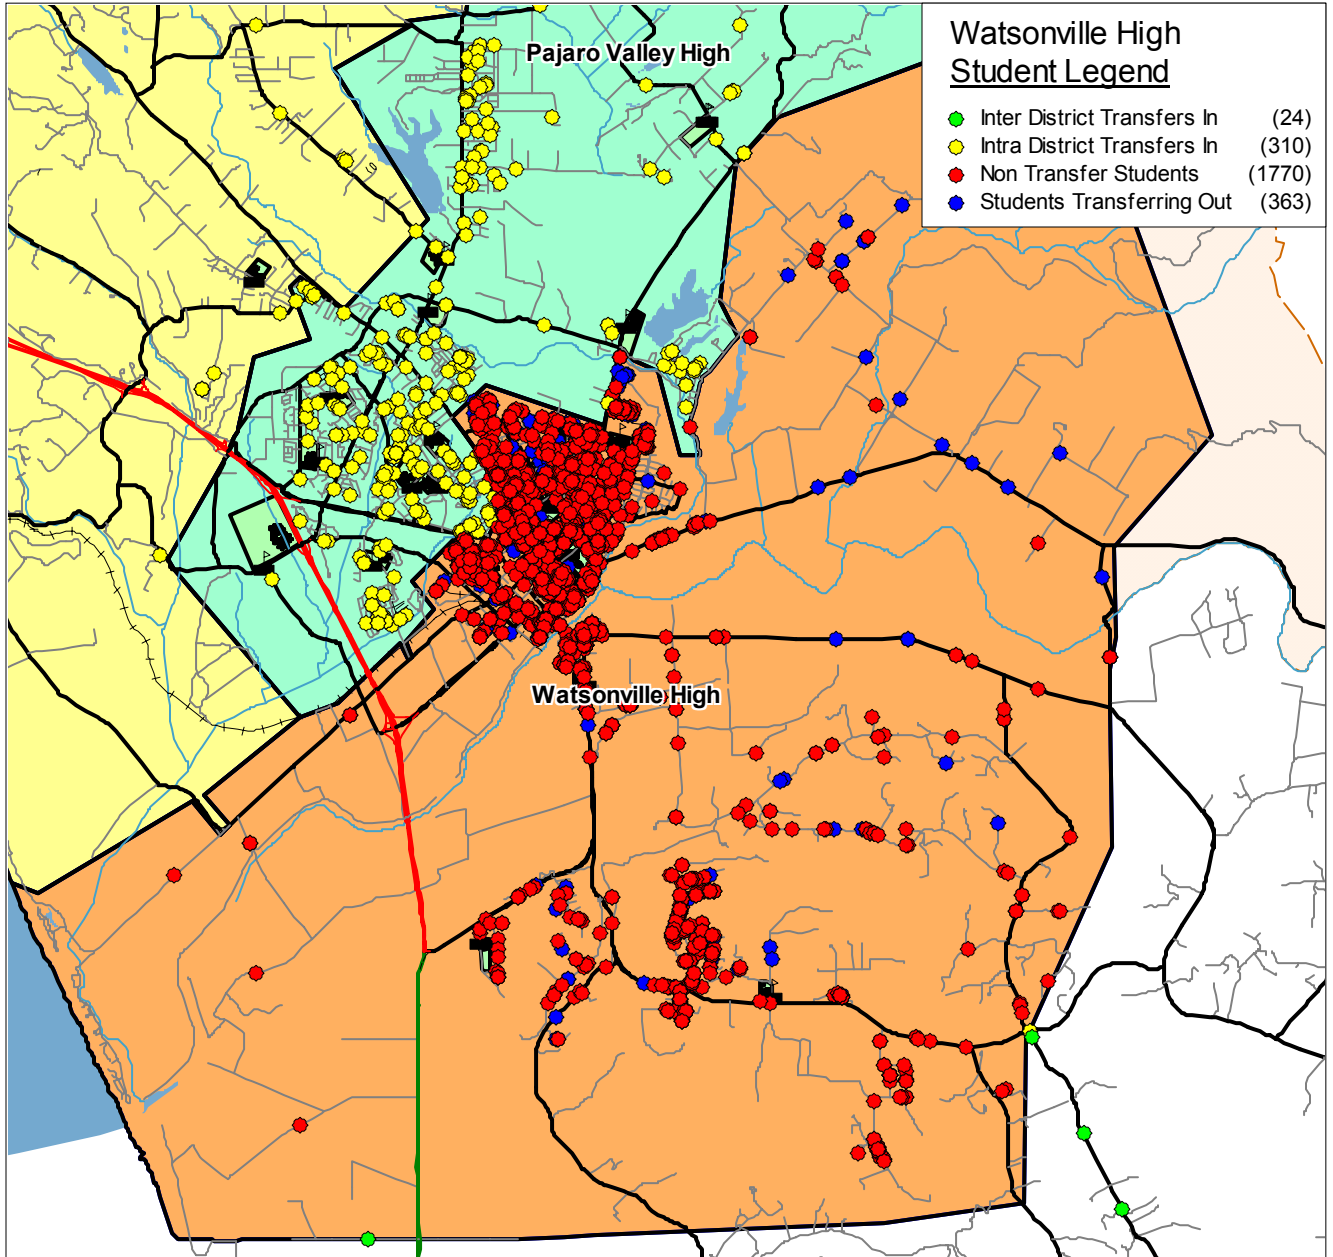 Watsonville High
Student Legend
Inter District Transfers In (24)
Intra District Transfers In (310)
Non Transfer Students (1770)
Students Transferring Out (363)
Pajaro Valley High
Watsonville High